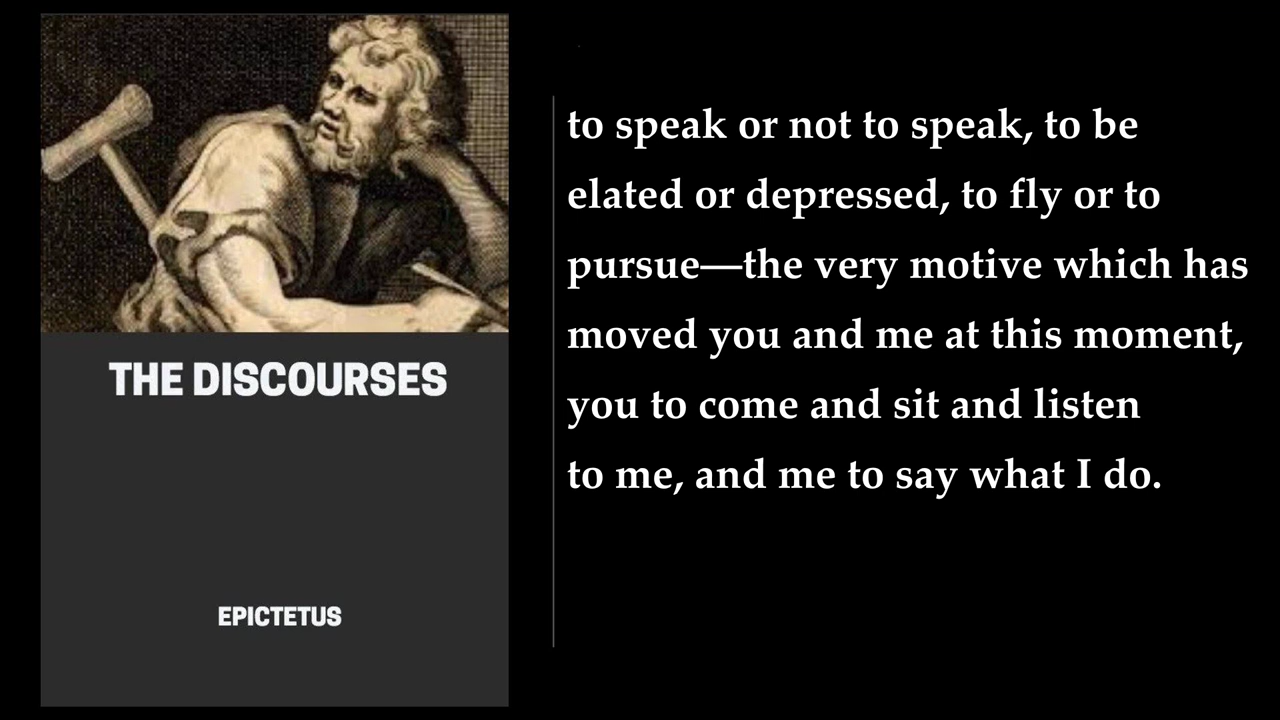 THE DISCOURSES
EPICTETUS
to speak or not to speak, to be
elated or depressed, to fly or to
pursue—the very motive which has
moved you and me at this moment,
you to come and sit and listen
to me, and me to say what I do.